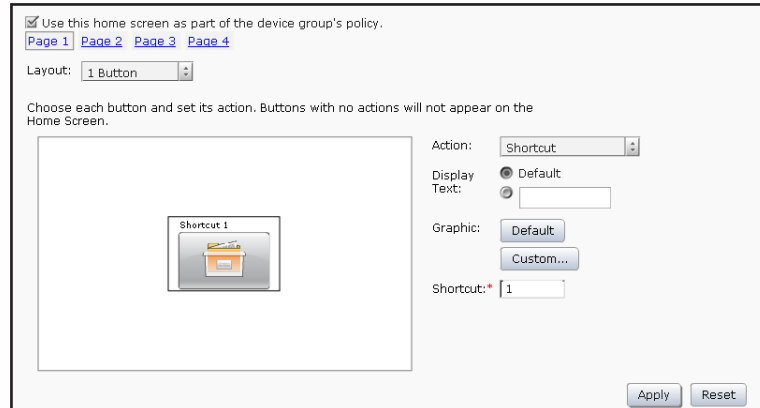 Use this home screen as part of the device group's policy.
Page 1 Page 2 Page 3 Page 4
Layout: 1 Button
Choose each button and set its action. Buttons with no actions will not appear on the
Home Screen.
Shortcut 1
Action: Shortcut
Display
Text:
Default
Graphic: Default
Custom...
Shortcut:* 1
Apply Reset